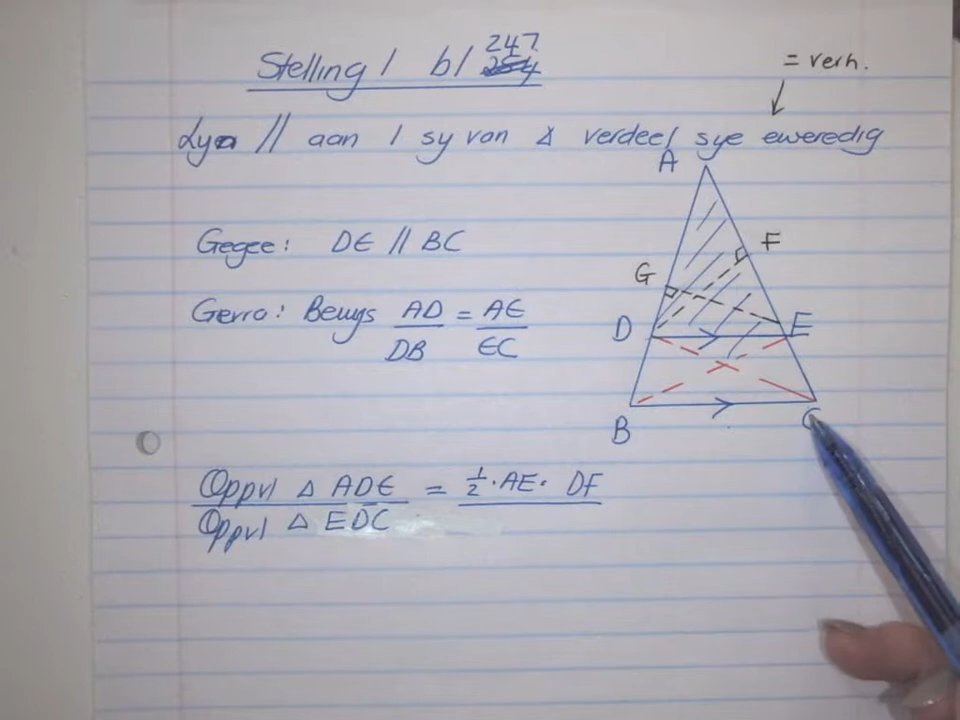 Stelling 1 bl 247
= verh.
Lyn // aan 1 sy van Δ verdeel sye eweredig
A
Gegee: DE // BC
F
G
Gevra: Bewys AD/DB = AE/EC
D E
B C
Oppvl Δ ADE / Oppvl Δ EDC = 1/2 · AE · DF